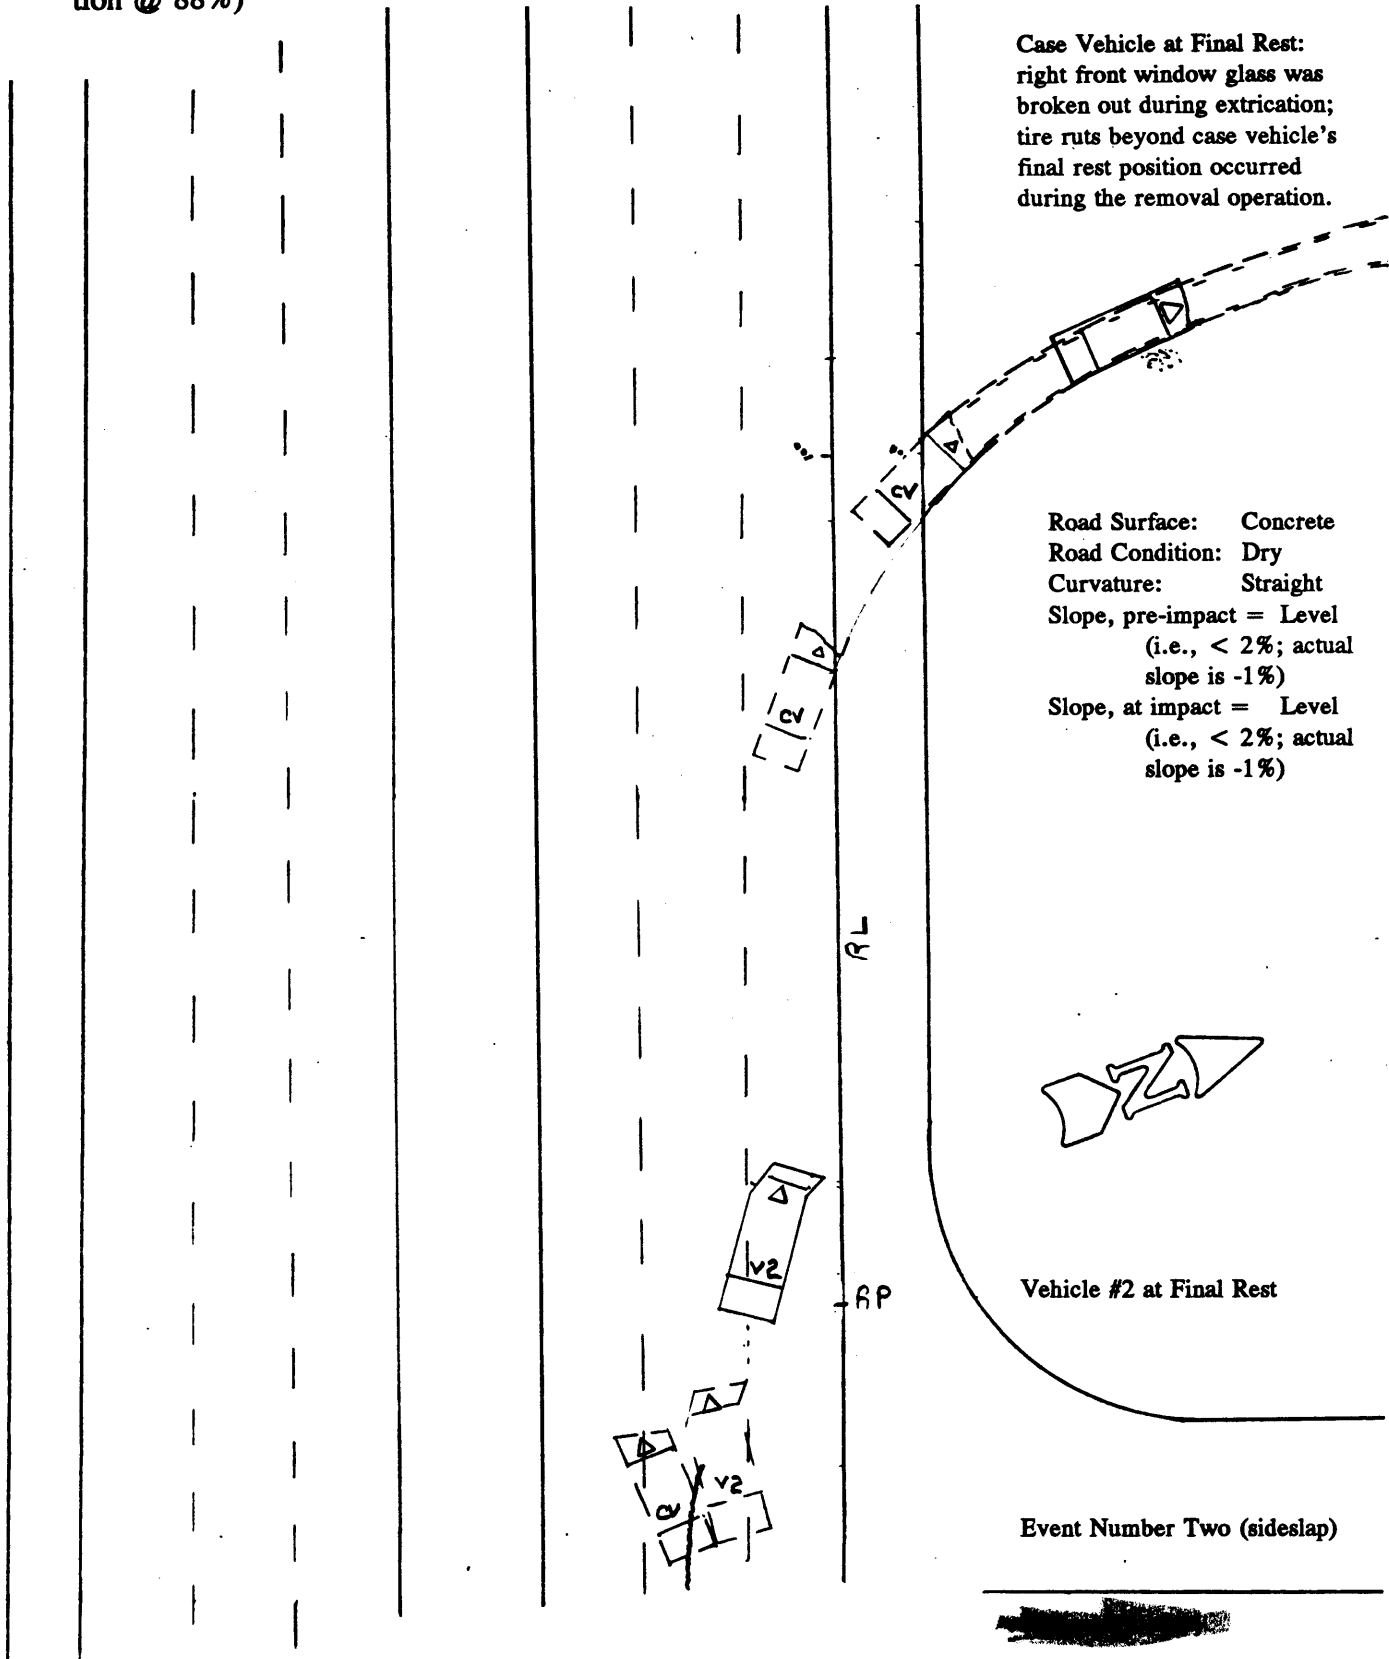 tion @ 88%)
Case Vehicle at Final Rest:
right front window glass was
broken out during extrication;
tire ruts beyond case vehicle's
final rest position occurred
during the removal operation.
CV
Road Surface: Concrete
Road Condition: Dry
Curvature: Straight
Slope, pre-impact = Level
(i.e., < 2%; actual
slope is -1%)
Slope, at impact = Level
(i.e., < 2%; actual
slope is -1%)
CV
RL
N
V2
RP
Vehicle #2 at Final Rest
V2
CV
Event Number Two (sideslap)